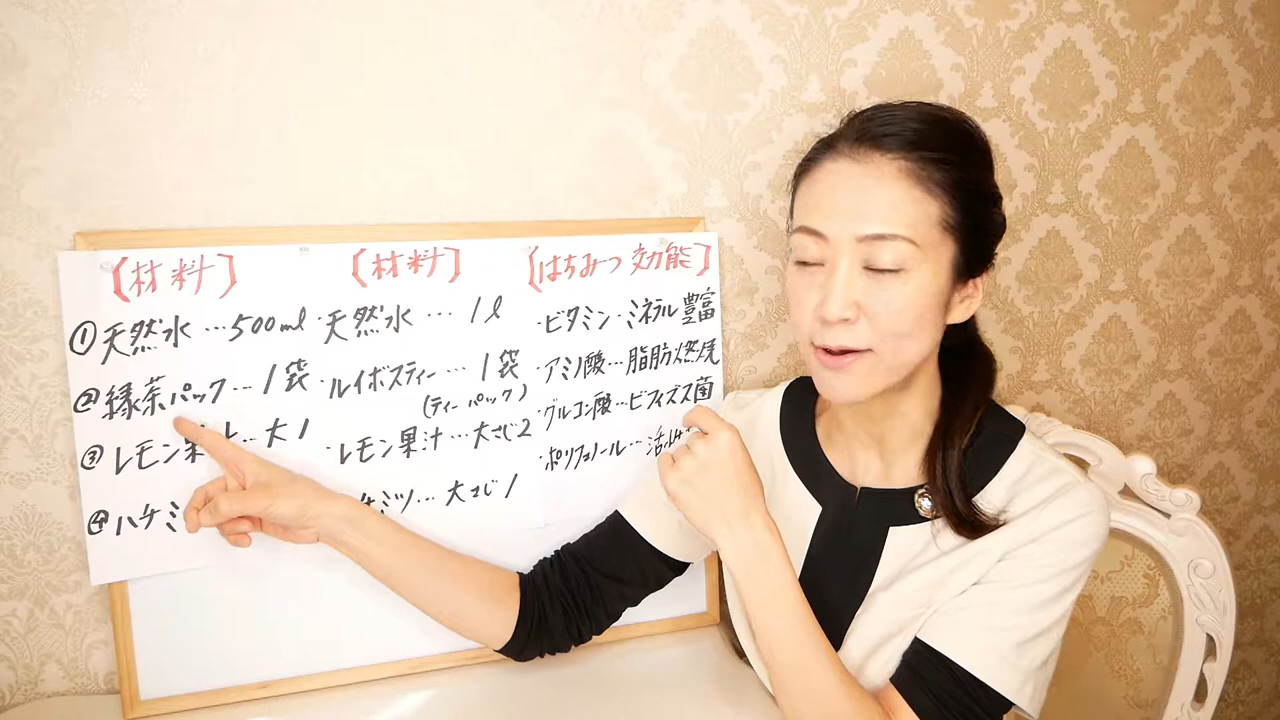 【材料】
①天然水…500ml
②緑茶パック…1袋
③レモン果汁…大1
④ハチミ
【材料】
・天然水…1ℓ
・ルイボスティー…1袋
(ティーパック)
・レモン果汁…大さじ2
チミツ…大さじ1
【はちみつ効能】
・ビタミン・ミネラル豊富
・アミノ酸…脂肪燃焼
・グルコン酸…ビフィズス菌
・ポリフェノール…活